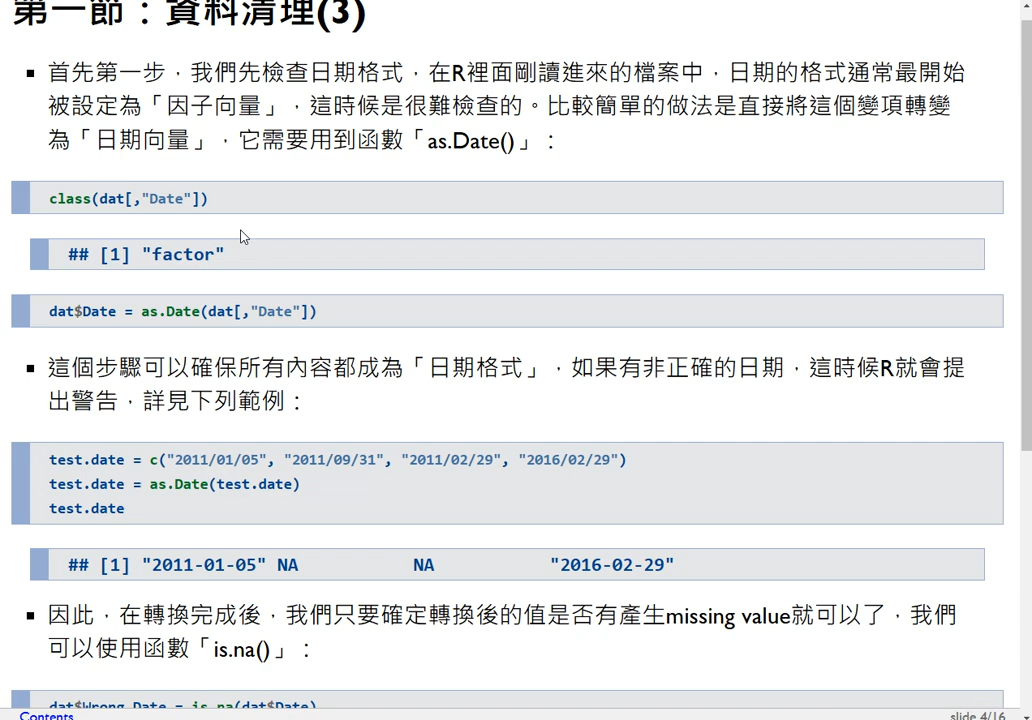 第一節：資料清理(3)
首先第一步，我們先檢查日期格式，在R裡面剛讀進來的檔案中，日期的格式通常最開始
被設定為「因子向量」，這時候是很難檢查的。比較簡單的做法是直接將這個變項轉變
為「日期向量」，它需要用到函數「as.Date()」：
class(dat[,"Date"])
## [1] "factor"
dat$Date = as.Date(dat[,"Date"])
這個步驟可以確保所有內容都成為「日期格式」，如果有非正確的日期，這時候R就會提
出警告，詳見下列範例：
test.date = c("2011/01/05", "2011/09/31", "2011/02/29", "2016/02/29")
test.date = as.Date(test.date)
test.date
## [1] "2011-01-05" NA NA "2016-02-29"
因此，在轉換完成後，我們只要確定轉換後的值是否有產生missing value就可以了，我們
可以使用函數「is.na()」：
dat$Wrong.Date = is.na(dat$Date)
Contents
slide 4/16